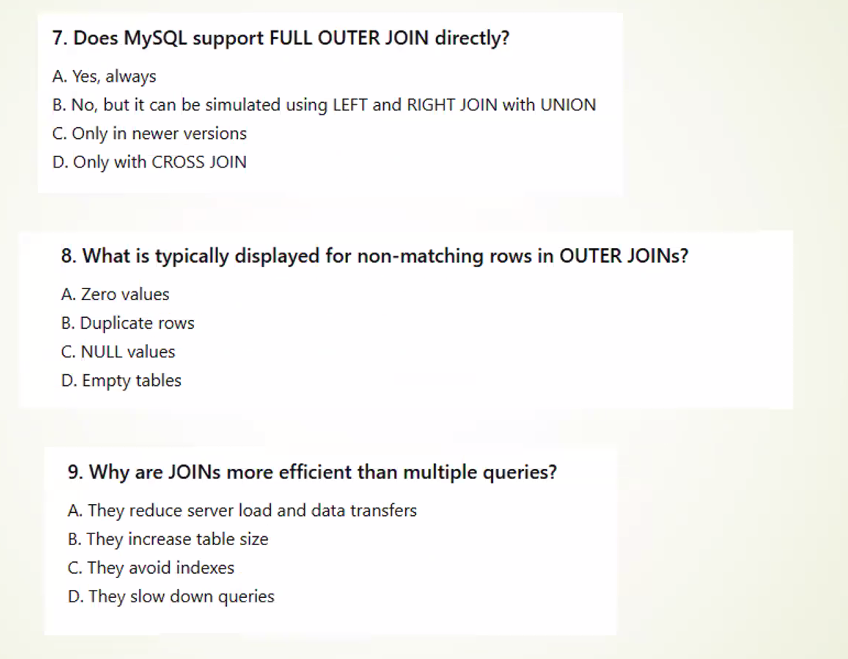 7. Does MySQL support FULL OUTER JOIN directly?
A. Yes, always
B. No, but it can be simulated using LEFT and RIGHT JOIN with UNION
C. Only in newer versions
D. Only with CROSS JOIN
8. What is typically displayed for non-matching rows in OUTER JOINs?
A. Zero values
B. Duplicate rows
C. NULL values
D. Empty tables
9. Why are JOINs more efficient than multiple queries?
A. They reduce server load and data transfers
B. They increase table size
C. They avoid indexes
D. They slow down queries